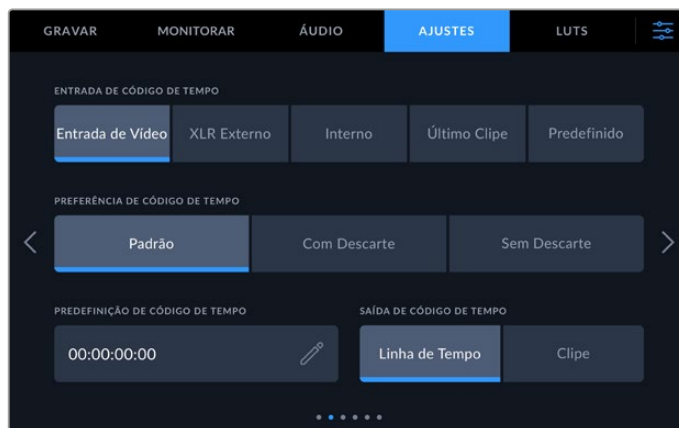 GRAVAR MONITORAR ÁUDIO AJUSTES LUTS
ENTRADA DE CÓDIGO DE TEMPO
Entrada de Vídeo XLR Externo Interno Último Clipe Predefinido
PREFERÊNCIA DE CÓDIGO DE TEMPO
Padrão Com Descarte Sem Descarte
PREDEFINIÇÃO DE CÓDIGO DE TEMPO SAÍDA DE CÓDIGO DE TEMPO
00:00:00:00 Linha de Tempo Clipe